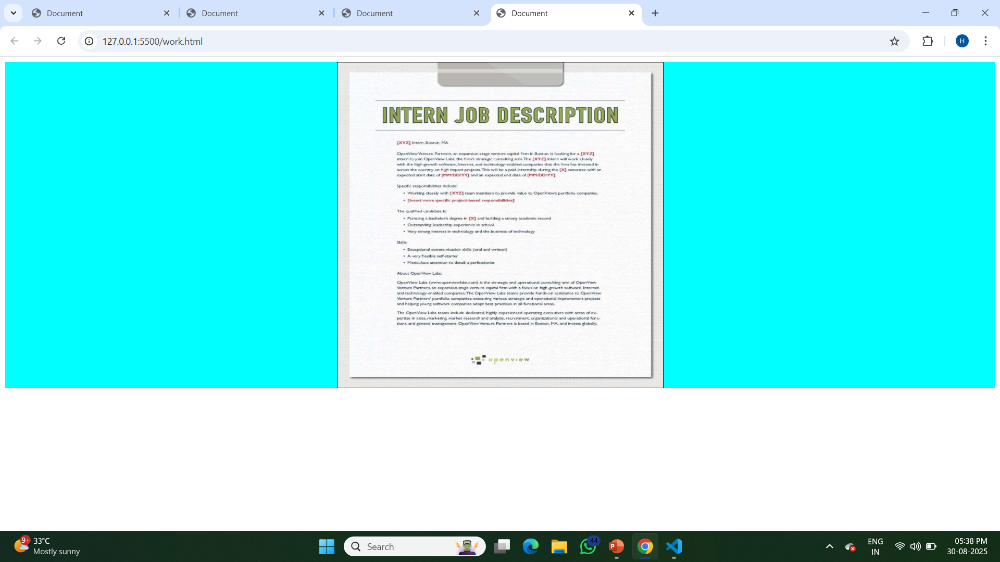 Document
Document
Document
Document
127.0.0.1:5500/work.html
H
INTERN JOB DESCRIPTION
[XYZ] Intern, Boston, MA
OpenView Venture Partners, an expansion-stage venture capital firm in Boston, is looking for a [XYZ]
intern to join OpenView Labs, the firm's strategic consulting arm. The [XYZ] intern will work closely
with the high-growth software, Internet, and technology-enabled companies that the firm has invested in
across the country on high impact projects. This will be a paid internship during the [X] semester, with an
expected start date of [MM/DD/YY] and an expected end date of [MM/DD/YY].
Specific responsibilities include:
• Working closely with [XYZ] team members to provide value to OpenView's portfolio companies.
• [Insert more specific project-based responsibilities]
The qualified candidate is:
• Pursuing a bachelor's degree in [X] and building a strong academic record
• Outstanding leadership experience in school
• Very strong interest in technology and the business of technology
Skills:
• Exceptional communication skills (oral and written)
• A very flexible self-starter
• Meticulous attention to detail; a perfectionist
About OpenView Labs:
OpenView Labs (www.openviewlabs.com) is the strategic and operational consulting arm of OpenView
Venture Partners, an expansion-stage venture capital firm with a focus on high-growth software, Internet,
and technology-enabled companies. The OpenView Labs teams provide hands-on assistance to OpenView
Venture Partners' portfolio companies; executing various strategic and operational improvement projects
and helping young software companies adopt best practices in all functional areas.
The OpenView Labs teams include dedicated, highly experienced operating executives with areas of ex-
pertise in sales, marketing, market research and analysis, recruitment, organizational and operational func-
tions, and general management. OpenView Venture Partners is based in Boston, MA, and invests globally.
openview
9+
33°C
Mostly sunny
Search
44
P
ENG
IN
05:38 PM
30-08-2025